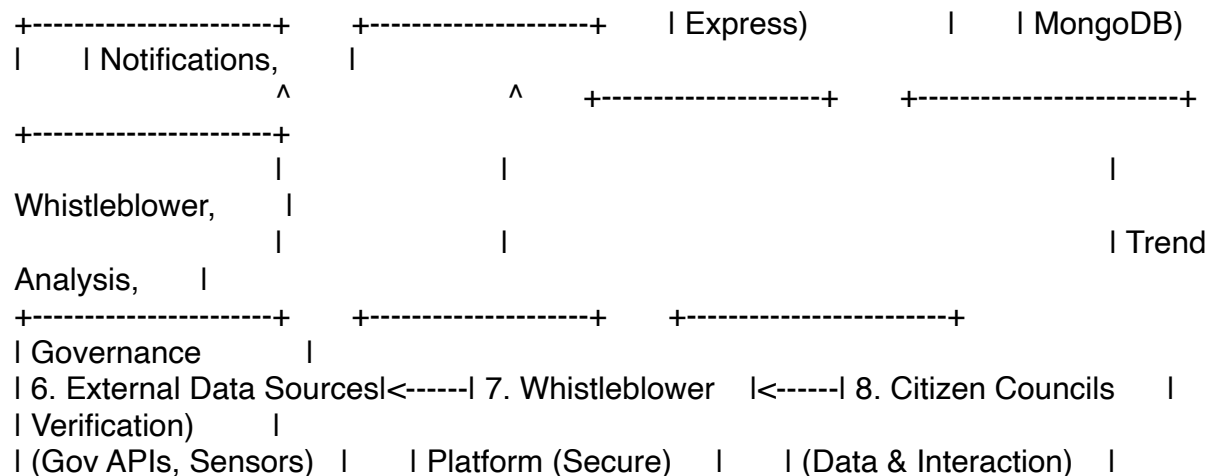 +-----------------------+ +---------------------+ | Express) | | MongoDB)
| | Notifications, |
^ ^ +---------------------+ +-------------------------+
+-----------------------+
| | |
Whistleblower, |
| | | Trend
Analysis, |
+-----------------------+ +---------------------+ +-------------------------+
| Governance |
| 6. External Data Sources|<------| 7. Whistleblower |<------| 8. Citizen Councils |
| Verification) |
| (Gov APIs, Sensors) | | Platform (Secure) | | (Data & Interaction) |